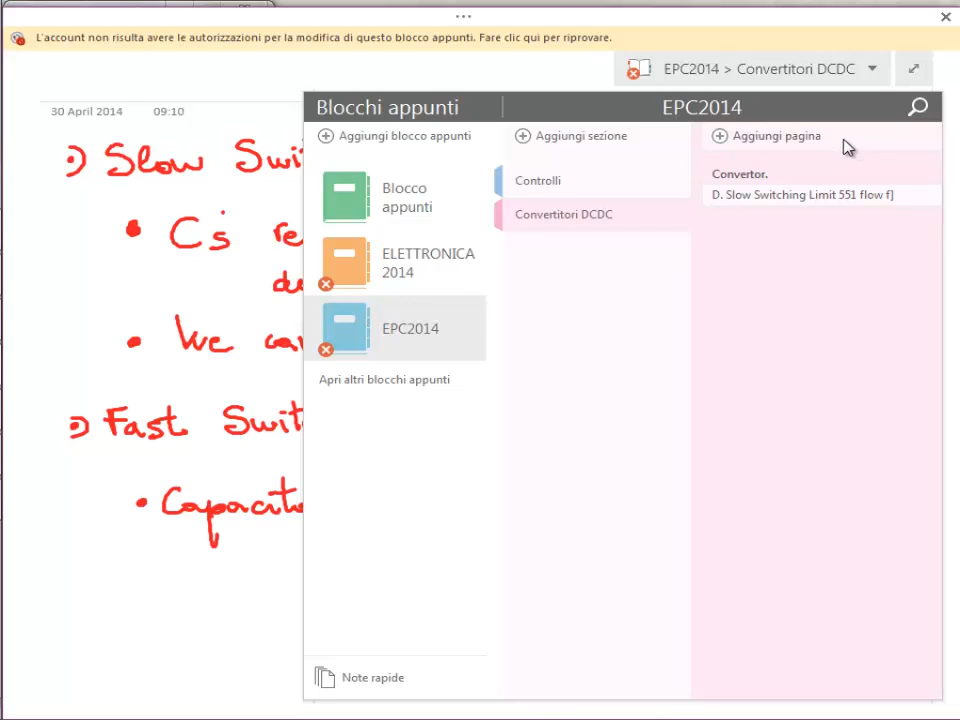 L'account non risulta avere le autorizzazioni per la modifica di questo blocco appunti. Fare clic qui per riprovare.
EPC2014 > Convertitori DCDC
30 April 2014 09:10
Blocchi appunti
EPC2014
Aggiungi blocco appunti
Aggiungi sezione
Aggiungi pagina
Blocco
appunti
ELETTRONICA
2014
EPC2014
Apri altri blocchi appunti
Note rapide
Controlli
Convertitori DCDC
Convertor.
D. Slow Switching Limit 551 flow f]
Slow Swi
C's re
We
Fast Swit
Capacito